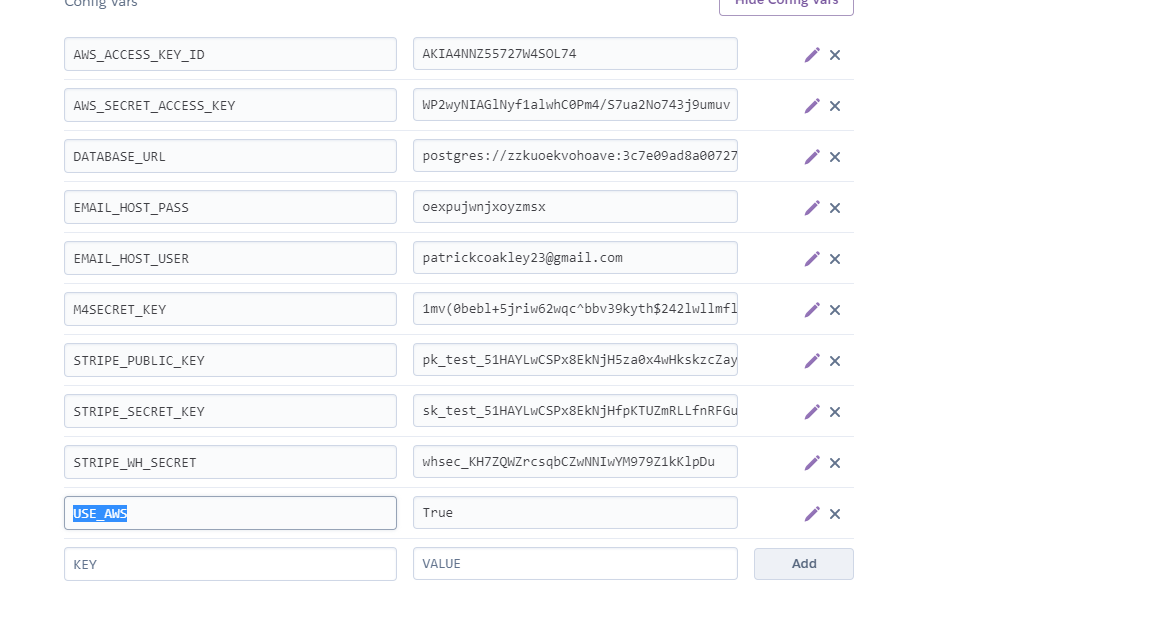 Config Vars
Hide Config Vars
AWS_ACCESS_KEY_ID AKIA4NNZ55727W4SOL74
AWS_SECRET_ACCESS_KEY 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
DATABASE_URL postgres://zzkuoekvohoave:3c7e09ad8a00727
EMAIL_HOST_PASS oexpujwnjxoyzmsx
EMAIL_HOST_USER patrickcoakley23@gmail.com
M4SECRET_KEY 1mv(0bebl+5jriw62wqc^bbv39kyth$242lwllmfl
STRIPE_PUBLIC_KEY pk_test_51HAYLwCSPx8EkNjH5za0x4wHkskzcZay
STRIPE_SECRET_KEY sk_test_51HAYLwCSPx8EkNjHfpKTUZmRLLfnRFGu
STRIPE_WH_SECRET whsec_KH7ZQWZrcsqbCZwNNIwYM979Z1kKlpDu
USE_AWS True
KEY VALUE Add